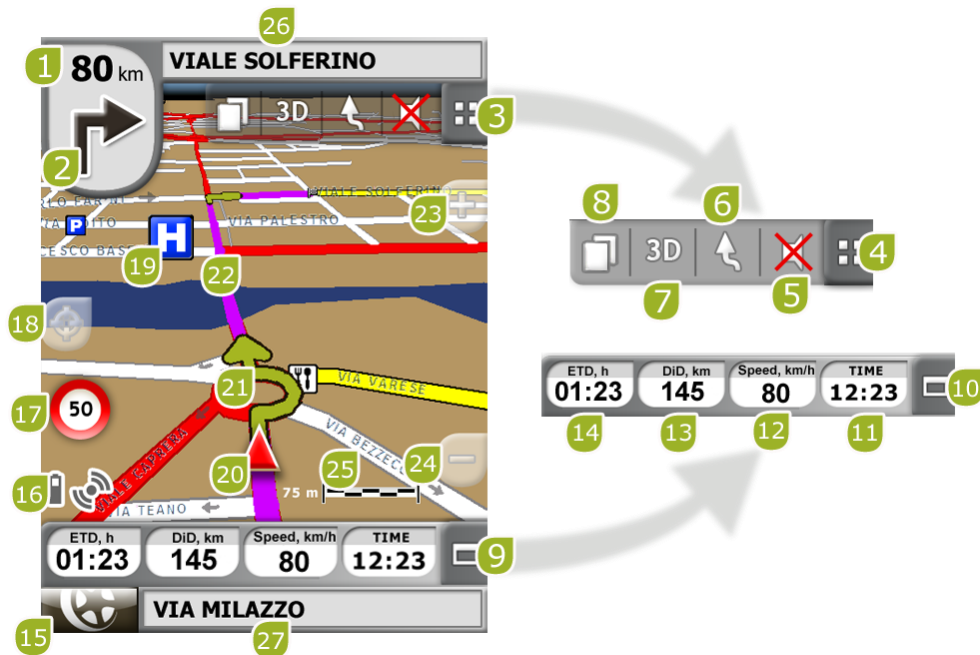 26
1
80 km
VIALE SOLFERINO
3D
3
2
VIALE SOLFERINO
23
P
VIA PALESTRO
H
19
22
18
21
VIA VARESE
17
50
VIALE CAPRERA
VIA BEZZECC
20
25
24
16
75 m
VIA TEANO
ETD, h
01:23
DiD, km
145
Speed, km/h
80
TIME
12:23
9
15
VIA MILAZZO
27
8
6
3D
4
7
5
ETD, h
01:23
DiD, km
145
Speed, km/h
80
TIME
12:23
10
14
13
12
11